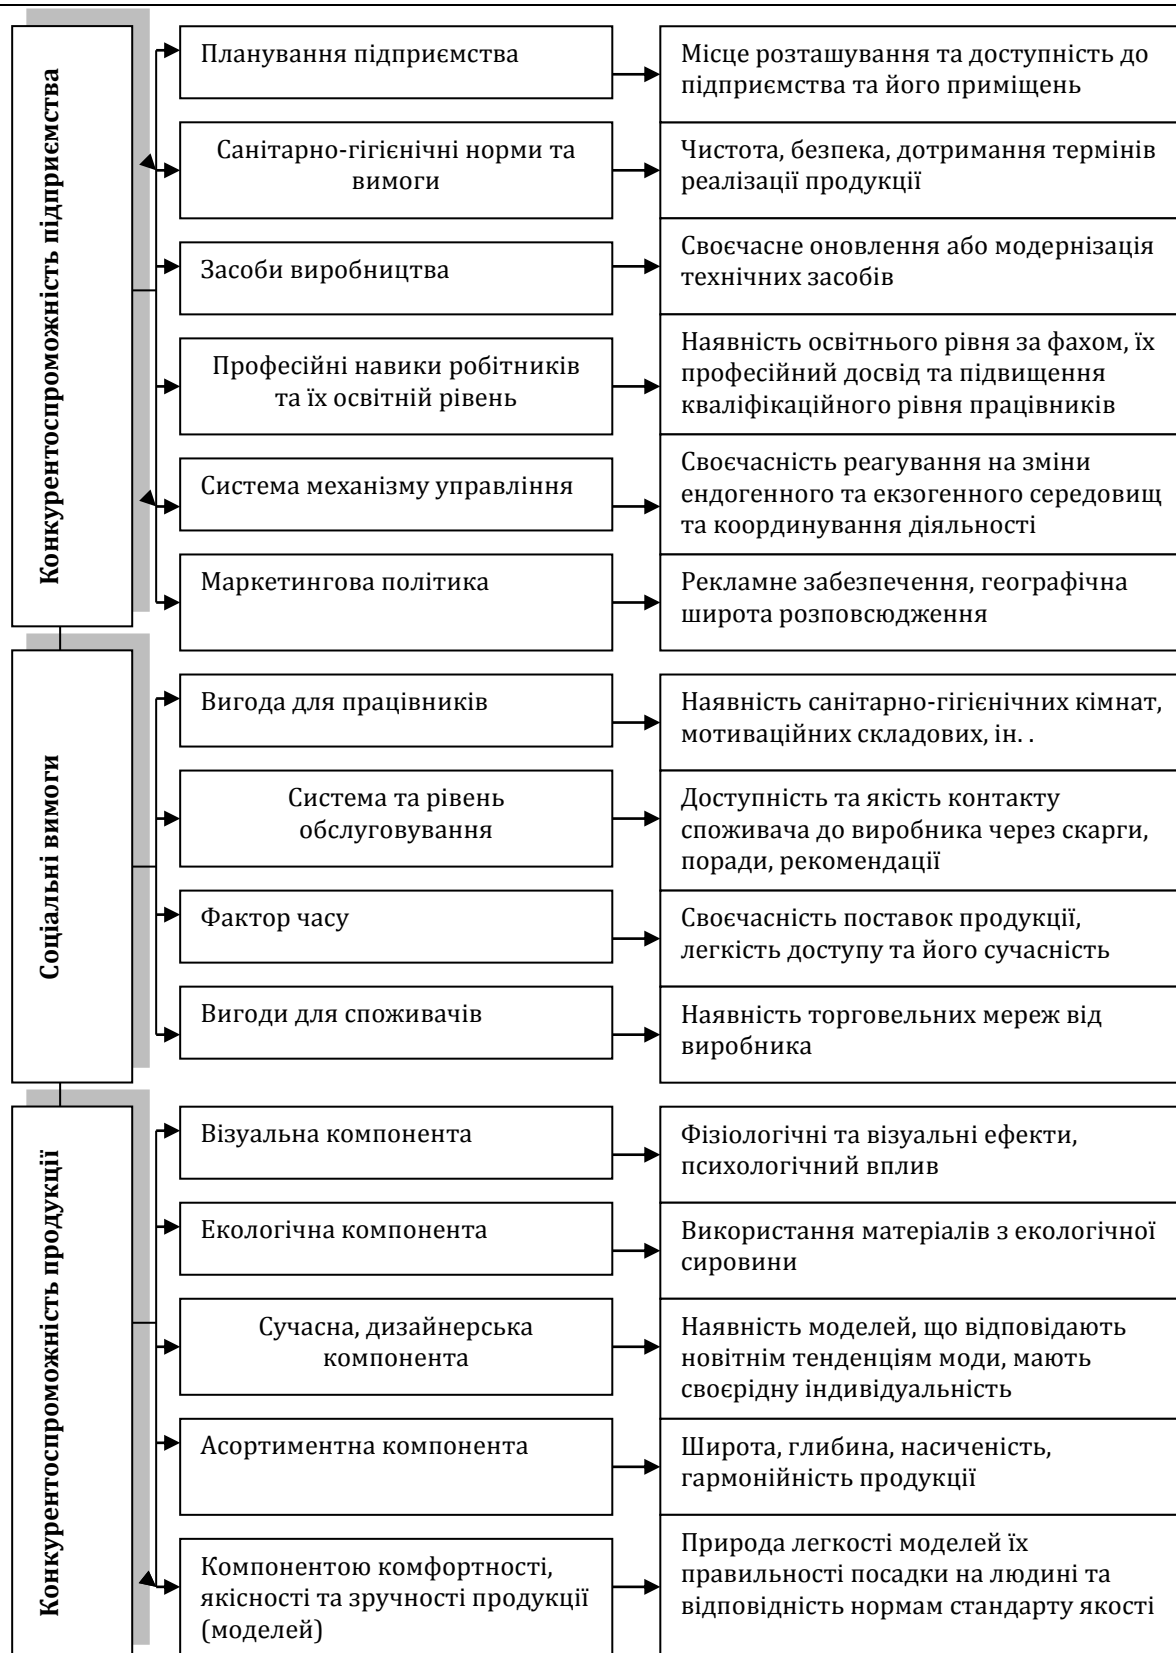 Конкурентоспроможність підприємства
Планування підприємства
Місце розташування та доступність до
підприємства та його приміщень
Санітарно-гігієнічні норми та
вимоги
Чистота, безпека, дотримання термінів
реалізації продукції
Засоби виробництва
Своєчасне оновлення або модернізація
технічних засобів
Професійні навики робітників
та їх освітній рівень
Наявність освітнього рівня за фахом, їх
професійний досвід та підвищення
кваліфікаційного рівня працівників
Система механізму управління
Своєчасність реагування на зміни
ендогенного та екзогенного середовищ
та координування діяльності
Маркетингова політика
Рекламне забезпечення, географічна
широта розповсюдження
Соціальні вимоги
Вигода для працівників
Наявність санітарно-гігієнічних кімнат,
мотиваційних складових, ін. .
Система та рівень
обслуговування
Доступність та якість контакту
споживача до виробника через скарги,
поради, рекомендації
Фактор часу
Своєчасність поставок продукції,
легкість доступу та його сучасність
Вигоди для споживачів
Наявність торговельних мереж від
виробника
Конкурентоспроможність продукції
Візуальна компонента
Фізіологічні та візуальні ефекти,
психологічний вплив
Екологічна компонента
Використання матеріалів з екологічної
сировини
Сучасна, дизайнерська
компонента
Наявність моделей, що відповідають
новітнім тенденціям моди, мають
своєрідну індивідуальність
Асортиментна компонента
Широта, глибина, насиченість,
гармонійність продукції
Компонентою комфортності,
якісності та зручності продукції
(моделей)
Природа легкості моделей їх
правильності посадки на людині та
відповідність нормам стандарту якості